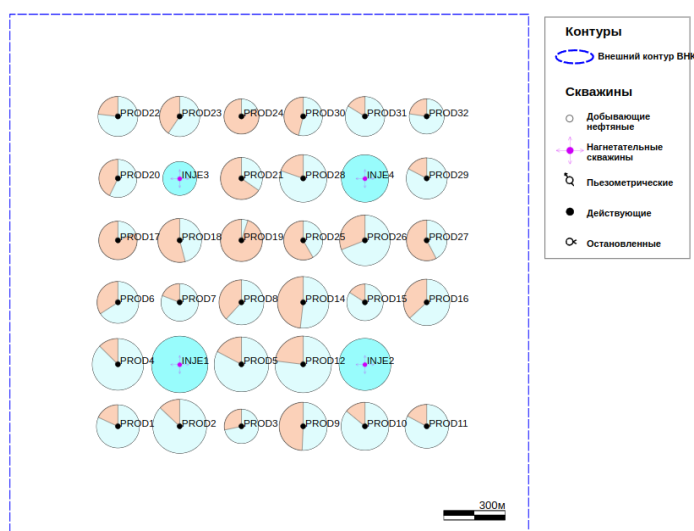 Контуры
Внешний контур ВНК
Скважины
Добывающие
нефтяные
Нагнетательные
скважины
Пьезометрические
Действующие
Остановленные
PROD22 PROD23 PROD24 PROD30 PROD31 PROD32
PROD20 INJE3 PROD21 PROD28 INJE4 PROD29
PROD17 PROD18 PROD19 PROD25 PROD26 PROD27
PROD6 PROD7 PROD8 PROD14 PROD15 PROD16
PROD4 INJE1 PROD5 PROD12 INJE2
PROD1 PROD2 PROD3 PROD9 PROD10 PROD11
300м